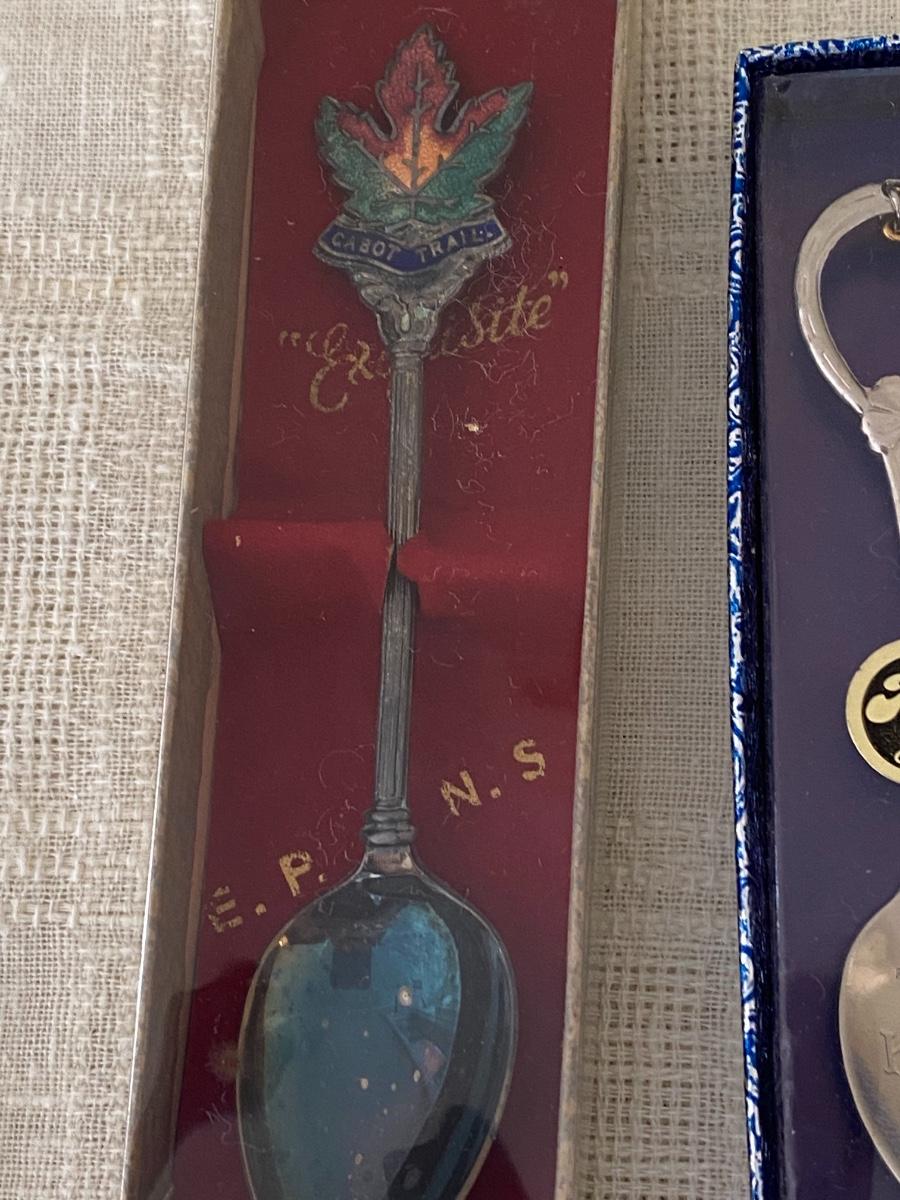 CABOT TRAIL
"Exquisite"
E. P. N. S